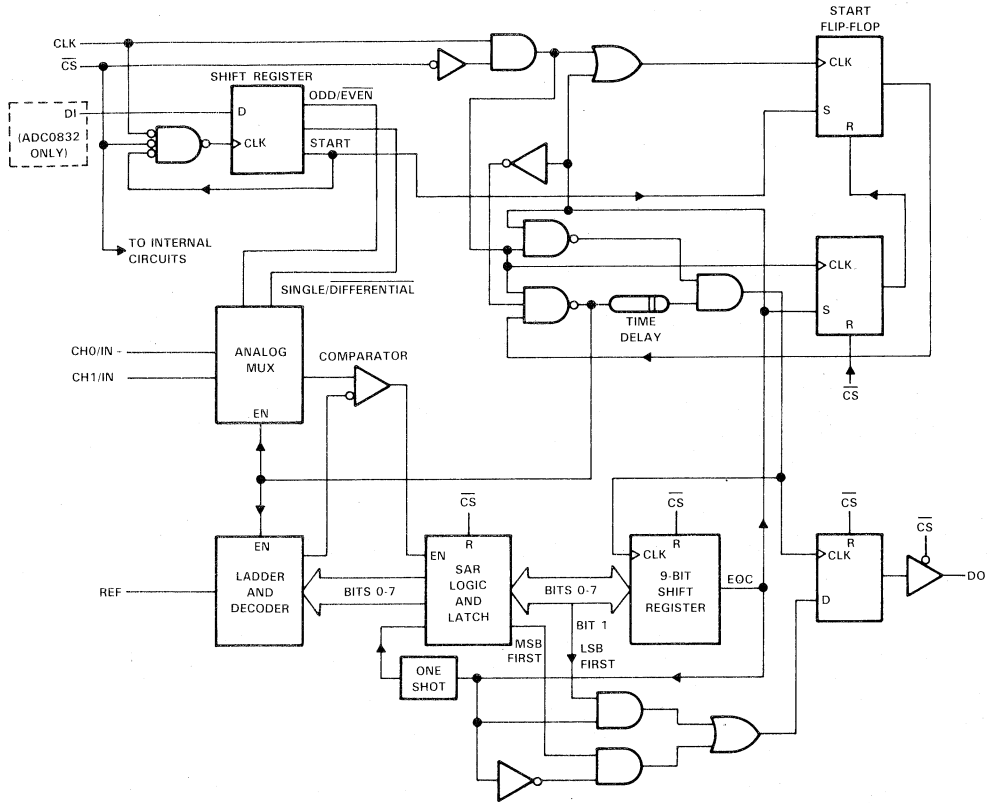 START
FLIP-FLOP
CLK
CS
SHIFT REGISTER
ODD/EVEN
CLK
DI
D
S
(ADC0832
ONLY)
CLK
START
R
TO INTERNAL
CIRCUITS
CLK
SINGLE/DIFFERENTIAL
S
TIME
DELAY
R
CH0/IN -
ANALOG
MUX
COMPARATOR
CH1/IN
CS
EN
CS
CS
CS
CS
EN
R
R
R
EN
CLK
CLK
LADDER
AND
DECODER
SAR
LOGIC
AND
LATCH
9-BIT
SHIFT
REGISTER
EOC
DO
REF
BITS 0-7
BITS 0-7
D
BIT 1
MSB
FIRST
LSB
FIRST
ONE
SHOT